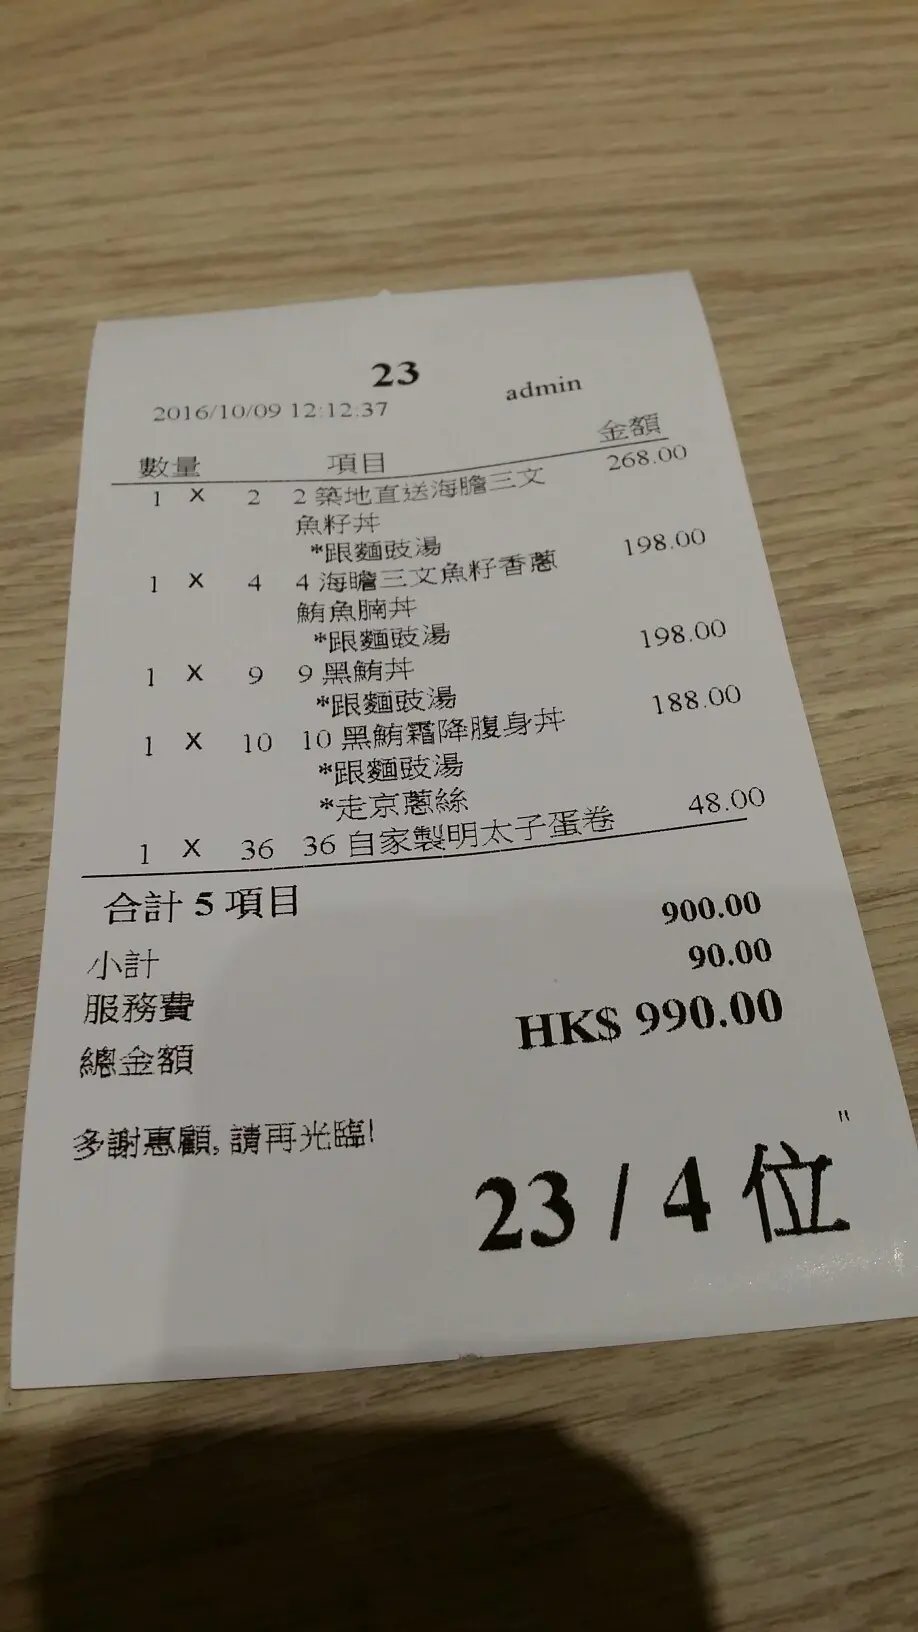 23
2016/10/09 12:12:37 admin
數量 項目 金額
1 X 2 2 築地直送海膽三文 268.00
魚籽丼
*跟麵豉湯
1 X 4 4 海瞻三文魚籽香蔥 198.00
鮪魚腩丼
*跟麵豉湯
1 X 9 9 黑鮪丼 198.00
*跟麵豉湯
1 X 10 10 黑鮪霜降腹身丼 188.00
*跟麵豉湯
*走京蔥絲
1 X 36 36 自家製明太子蛋卷 48.00
合計 5 項目
小計 900.00
服務費 90.00
總金額 HK$ 990.00
多謝惠顧, 請再光臨!
"
23 / 4 位